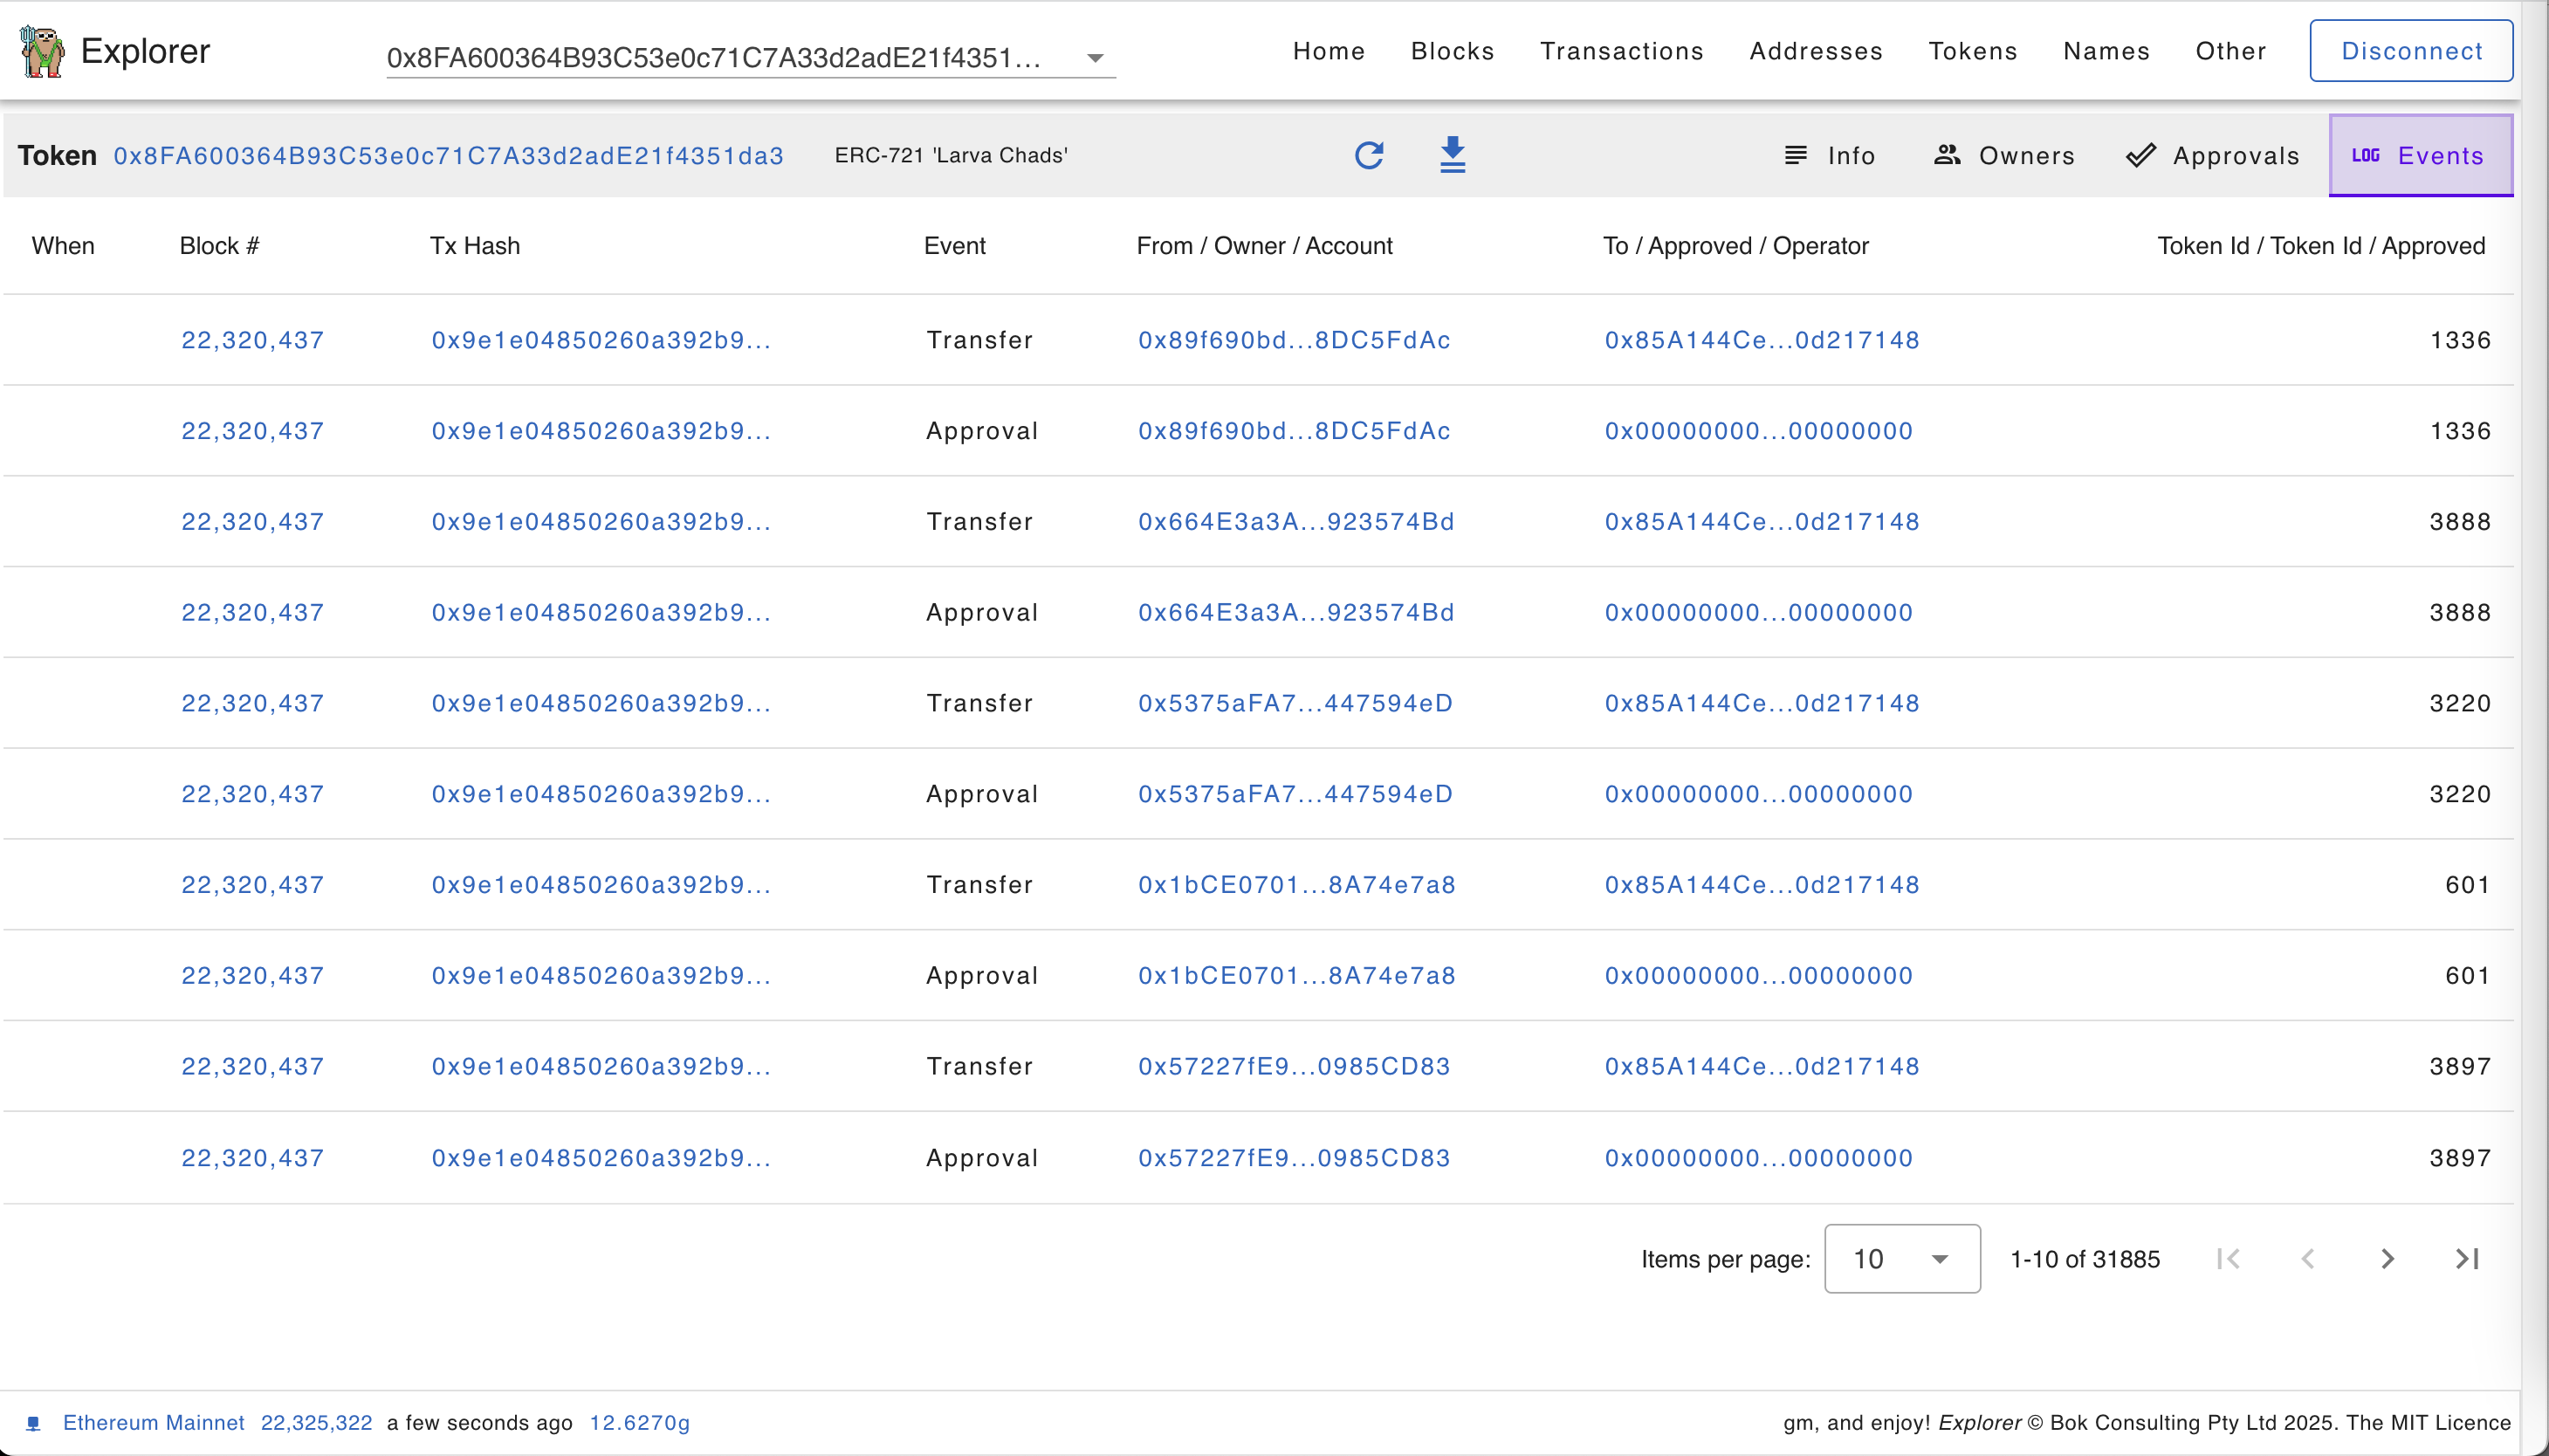 Explorer 0x8FA600364B93C53e0c71C7A33d2adE21f4351... Home Blocks Transactions Addresses Tokens Names Other Disconnect
Token 0x8FA600364B93C53e0c71C7A33d2adE21f4351da3 ERC-721 'Larva Chads' Info Owners Approvals LOG Events
When Block # Tx Hash Event From / Owner / Account To / Approved / Operator Token Id / Token Id / Approved
22,320,437 0x9e1e04850260a392b9... Transfer 0x89f690bd...8DC5FdAc 0x85A144Ce...0d217148 1336
22,320,437 0x9e1e04850260a392b9... Approval 0x89f690bd...8DC5FdAc 0x00000000...00000000 1336
22,320,437 0x9e1e04850260a392b9... Transfer 0x664E3a3A...923574Bd 0x85A144Ce...0d217148 3888
22,320,437 0x9e1e04850260a392b9... Approval 0x664E3a3A...923574Bd 0x00000000...00000000 3888
22,320,437 0x9e1e04850260a392b9... Transfer 0x5375aFA7...447594eD 0x85A144Ce...0d217148 3220
22,320,437 0x9e1e04850260a392b9... Approval 0x5375aFA7...447594eD 0x00000000...00000000 3220
22,320,437 0x9e1e04850260a392b9... Transfer 0x1bCE0701...8A74e7a8 0x85A144Ce...0d217148 601
22,320,437 0x9e1e04850260a392b9... Approval 0x1bCE0701...8A74e7a8 0x00000000...00000000 601
22,320,437 0x9e1e04850260a392b9... Transfer 0x57227fE9...0985CD83 0x85A144Ce...0d217148 3897
22,320,437 0x9e1e04850260a392b9... Approval 0x57227fE9...0985CD83 0x00000000...00000000 3897
Items per page: 10 1-10 of 31885
Ethereum Mainnet 22,325,322 a few seconds ago 12.6270g gm, and enjoy! Explorer © Bok Consulting Pty Ltd 2025. The MIT Licence